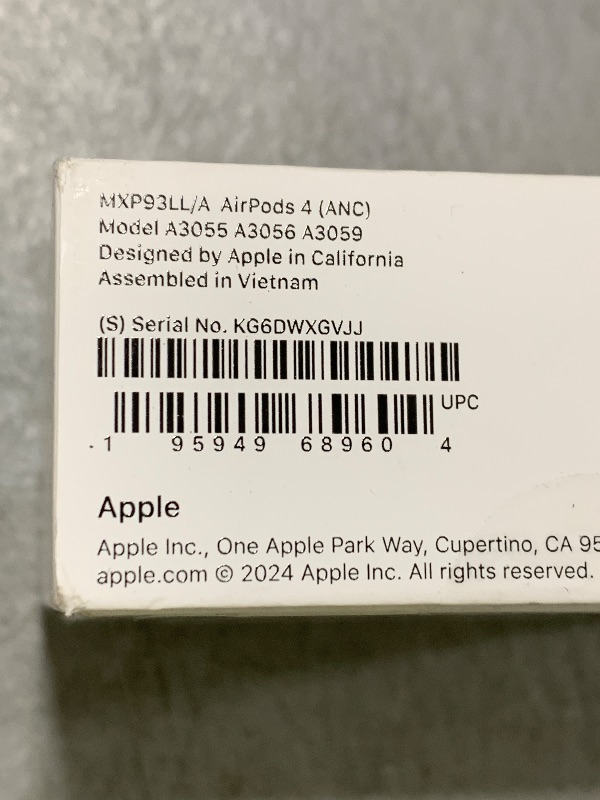 MXP93LL/A AirPods 4 (ANC)
Model A3055 A3056 A3059
Designed by Apple in California
Assembled in Vietnam
(S) Serial No. KG6DWXGVJJ
UPC
1 95949 68960 4
Apple
Apple Inc., One Apple Park Way, Cupertino, CA 95
apple.com © 2024 Apple Inc. All rights reserved.